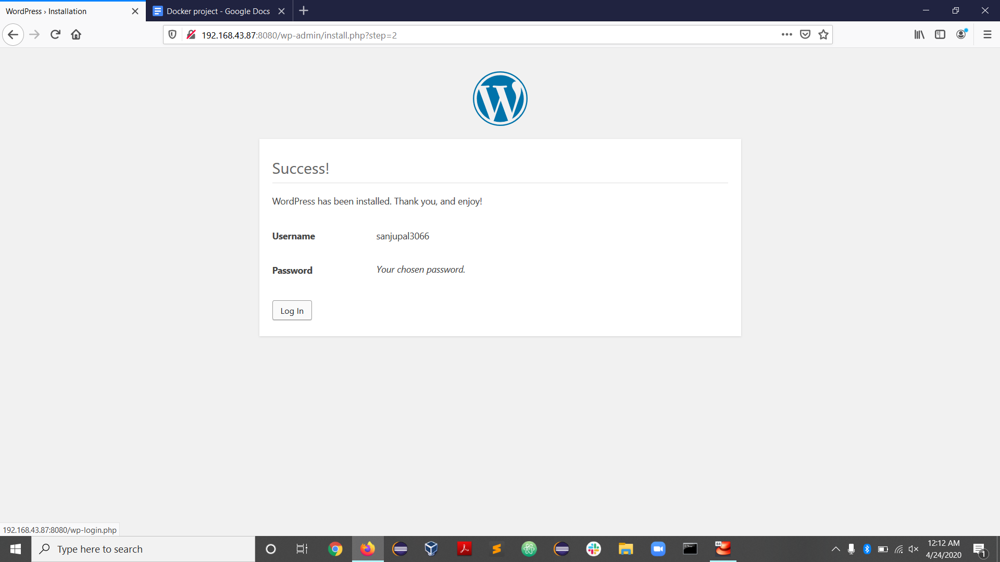 WordPress › Installation
Docker project - Google Docs
192.168.43.87:8080/wp-admin/install.php?step=2
Success!
WordPress has been installed. Thank you, and enjoy!
Username sanjupal3066
Password Your chosen password.
Log In
192.168.43.87:8080/wp-login.php
Type here to search
64
12:12 AM
4/24/2020
1